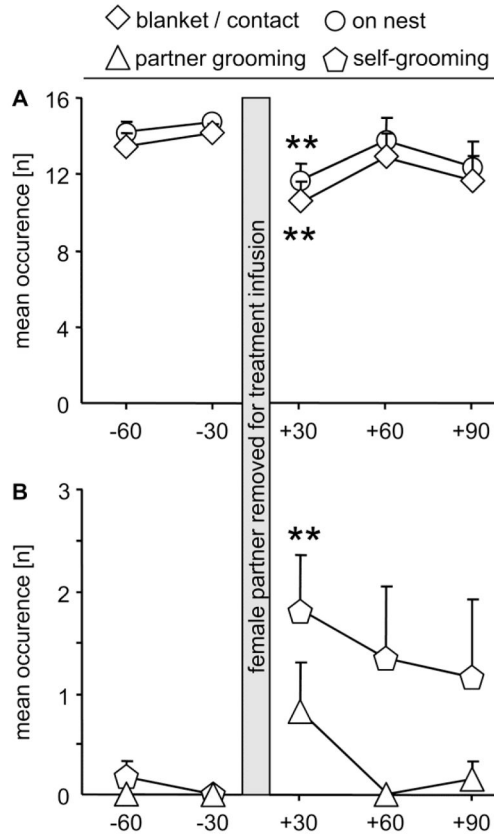 blanket / contact on nest
partner grooming self-grooming
A
16
12
8
4
0
mean occurence [n]
**
**
-60 -30 +30 +60 +90
female partner removed for treatment infusion
B
3
2
1
0
mean occurence [n]
**
-60 -30 +30 +60 +90